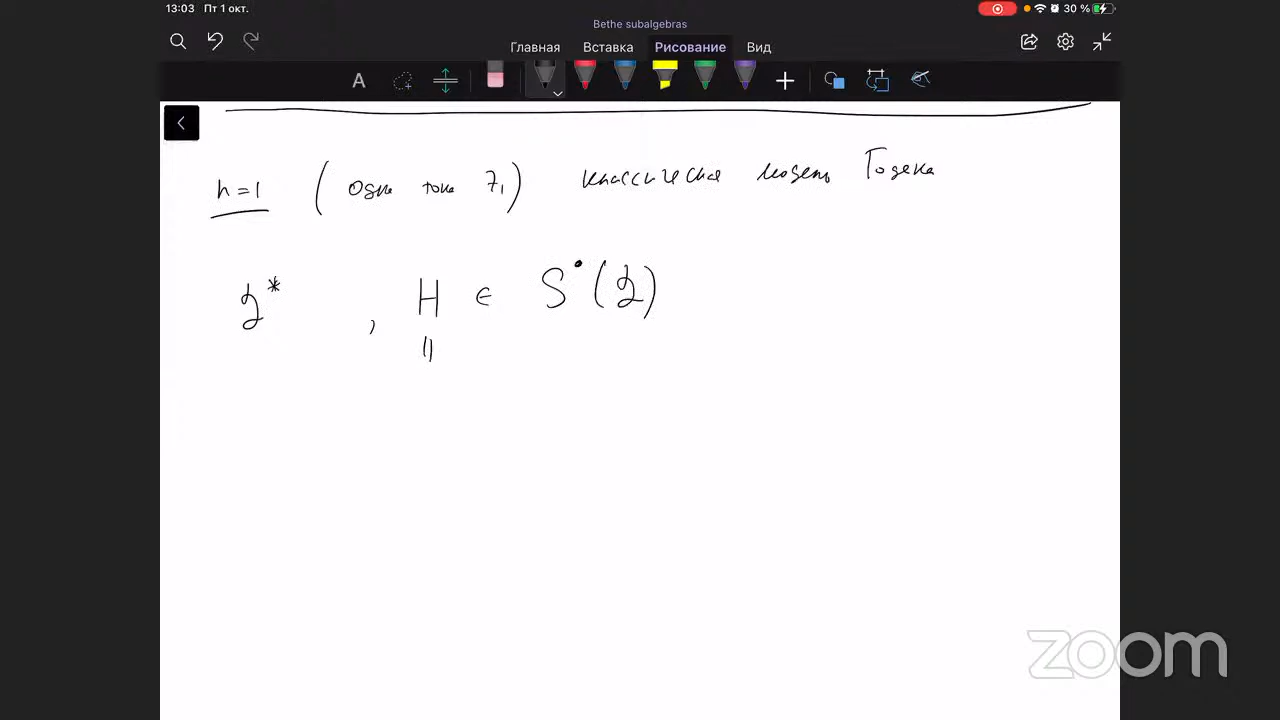 13:03 Пт 1 окт. 30 %
Bethe subalgebras
Главная Вставка Рисование Вид
A
n=1 (одна точка z₁) классическая модель Годена
𝔤* , H ∈ S•(𝔤)
||
zoom